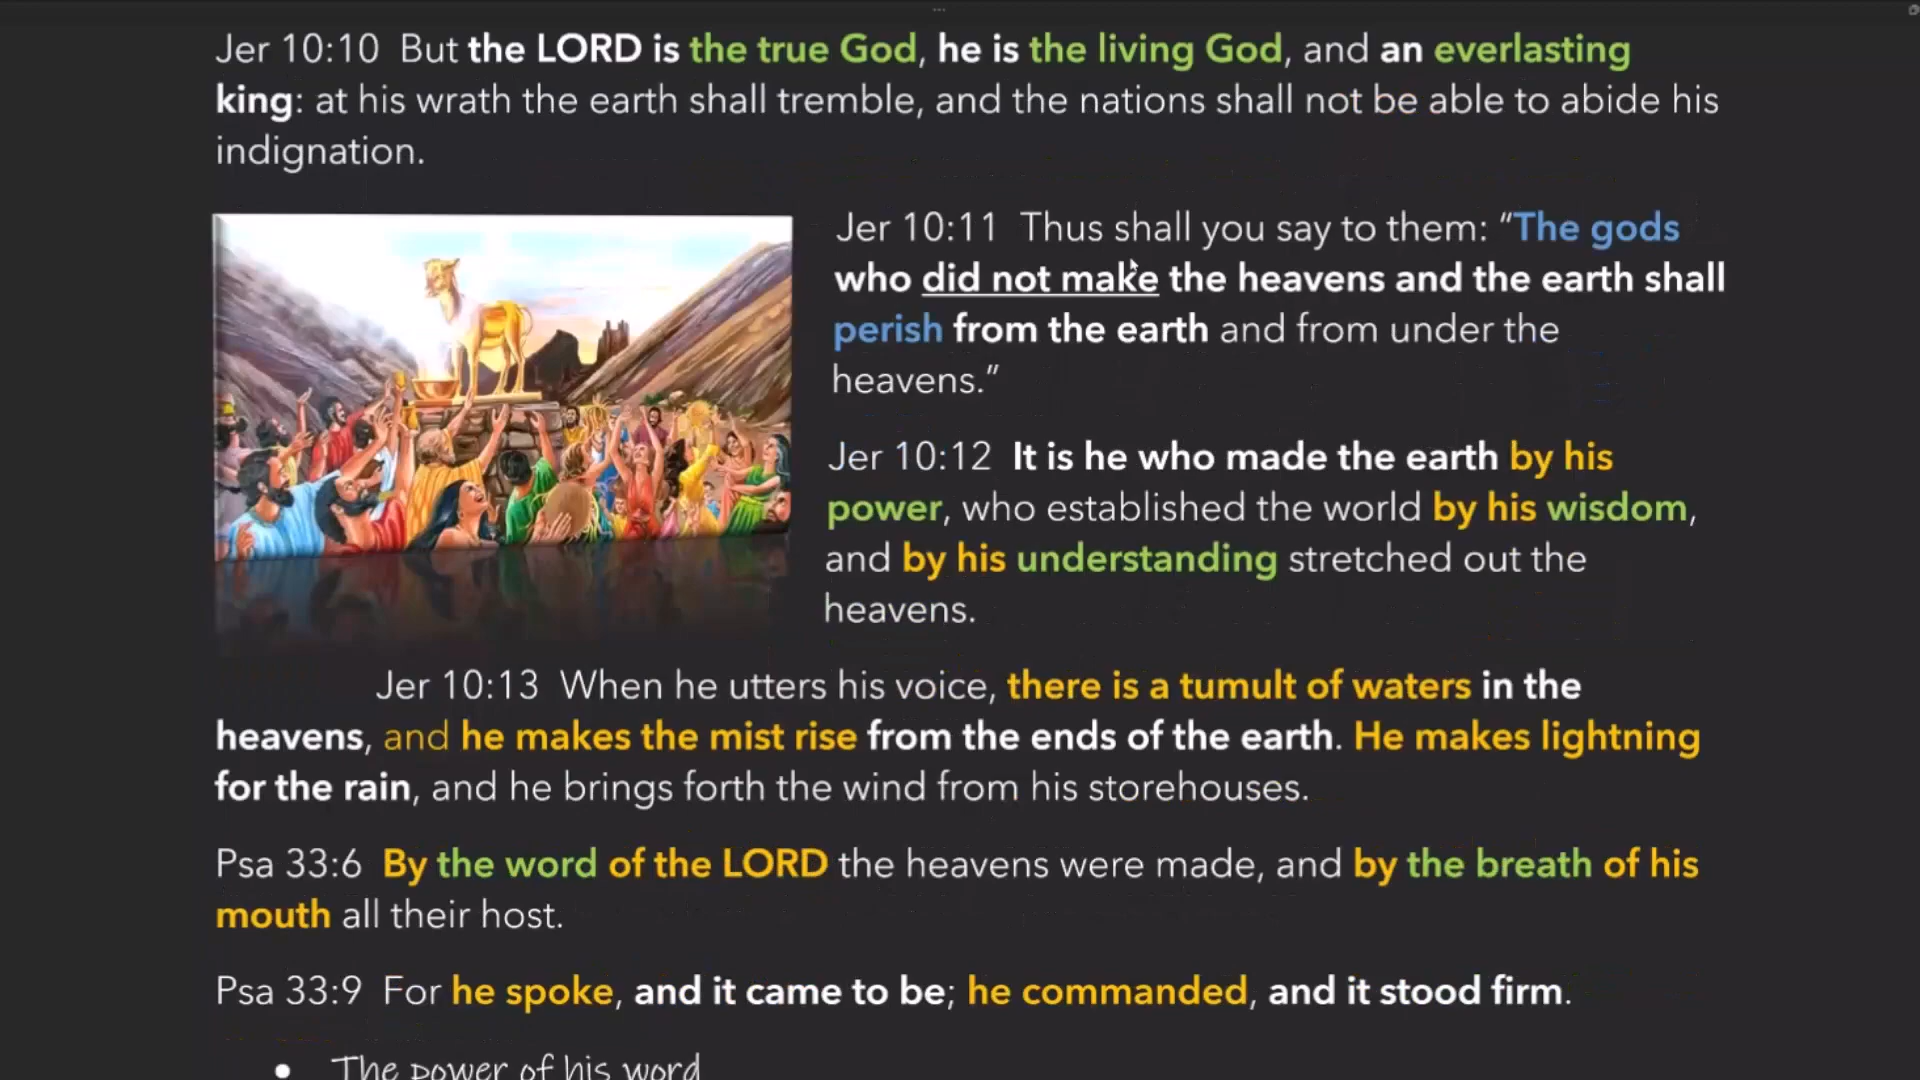 Jer 10:10 But the LORD is the true God, he is the living God, and an everlasting
king: at his wrath the earth shall tremble, and the nations shall not be able to abide his
indignation.
Jer 10:11 Thus shall you say to them: “The gods
who did not make the heavens and the earth shall
perish from the earth and from under the
heavens.”
Jer 10:12 It is he who made the earth by his
power, who established the world by his wisdom,
and by his understanding stretched out the
heavens.
Jer 10:13 When he utters his voice, there is a tumult of waters in the
heavens, and he makes the mist rise from the ends of the earth. He makes lightning
for the rain, and he brings forth the wind from his storehouses.
Psa 33:6 By the word of the LORD the heavens were made, and by the breath of his
mouth all their host.
Psa 33:9 For he spoke, and it came to be; he commanded, and it stood firm.
• The power of his word